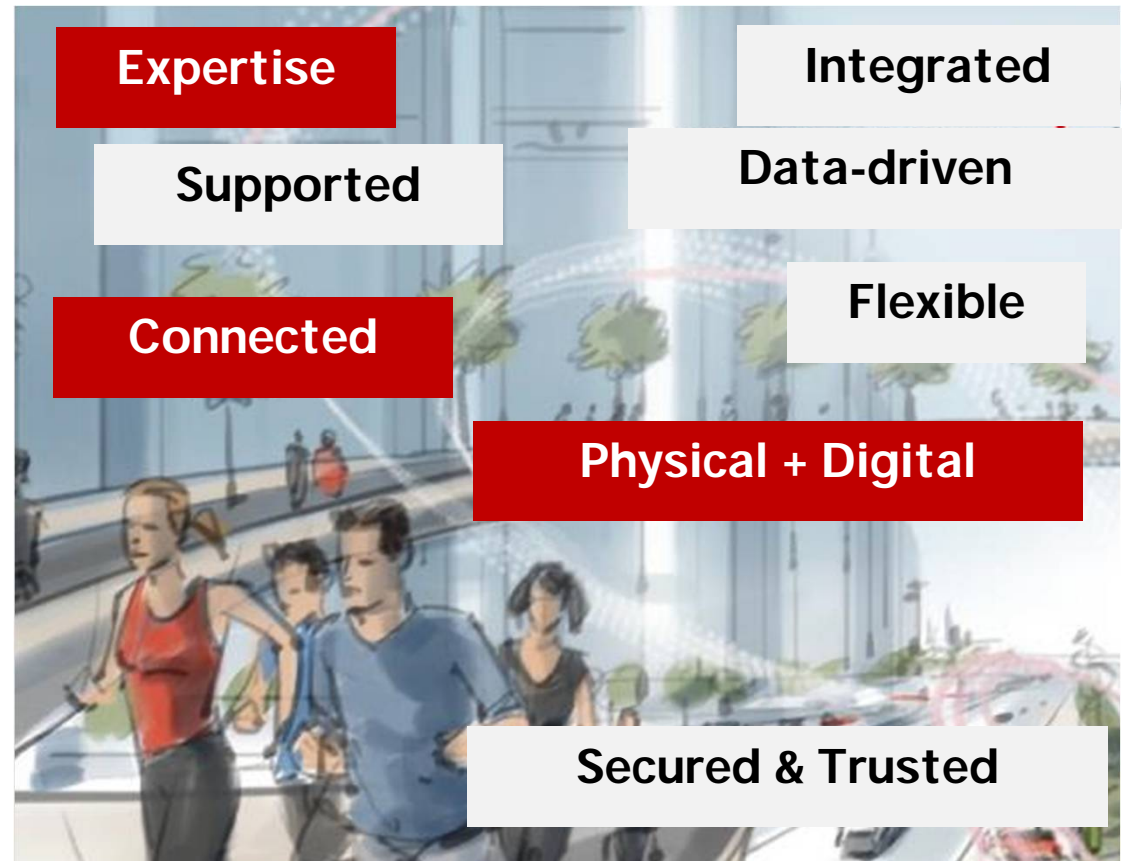 Expertise
Integrated
Supported
Data-driven
Connected
Flexible
Physical + Digital
Secured & Trusted